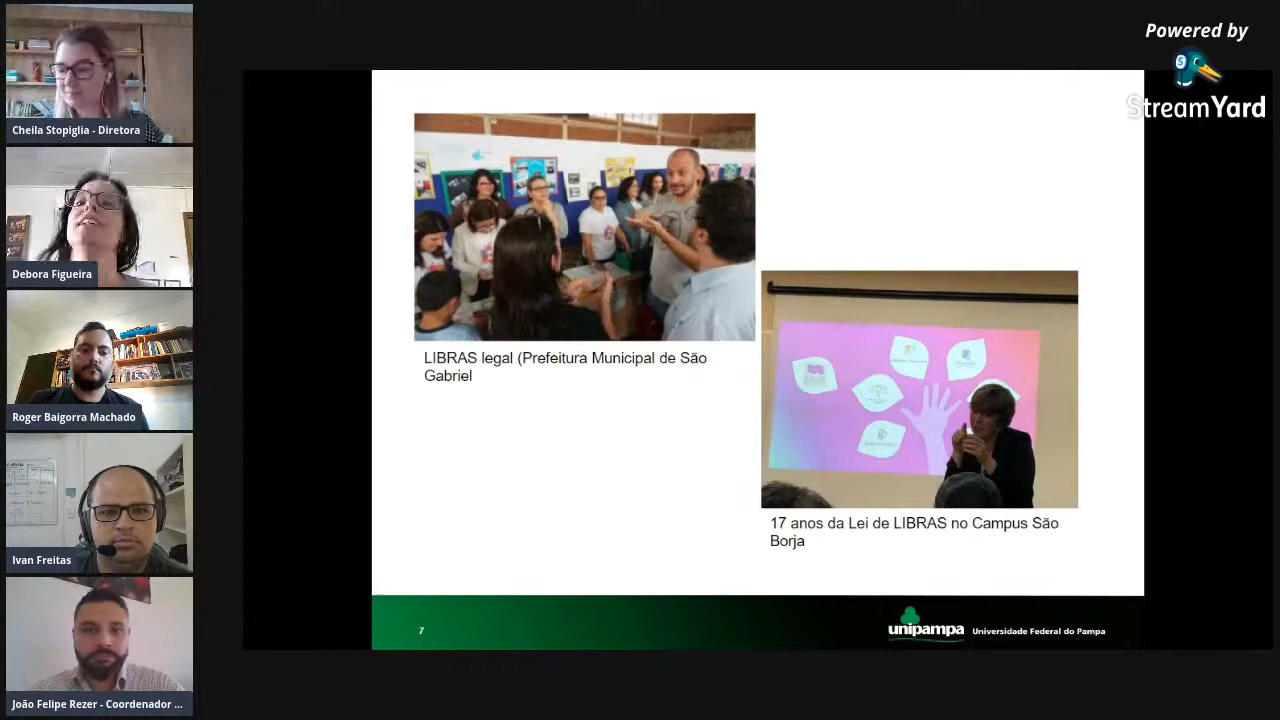 Powered by
StreamYard
Cheila Stopiglia - Diretora
Debora Figueira
Roger Baigorra Machado
Ivan Freitas
João Felipe Rezer - Coordenador ...
LIBRAS legal (Prefeitura Municipal de São
Gabriel
17 anos da Lei de LIBRAS no Campus São
Borja
7
unipampa
Universidade Federal do Pampa